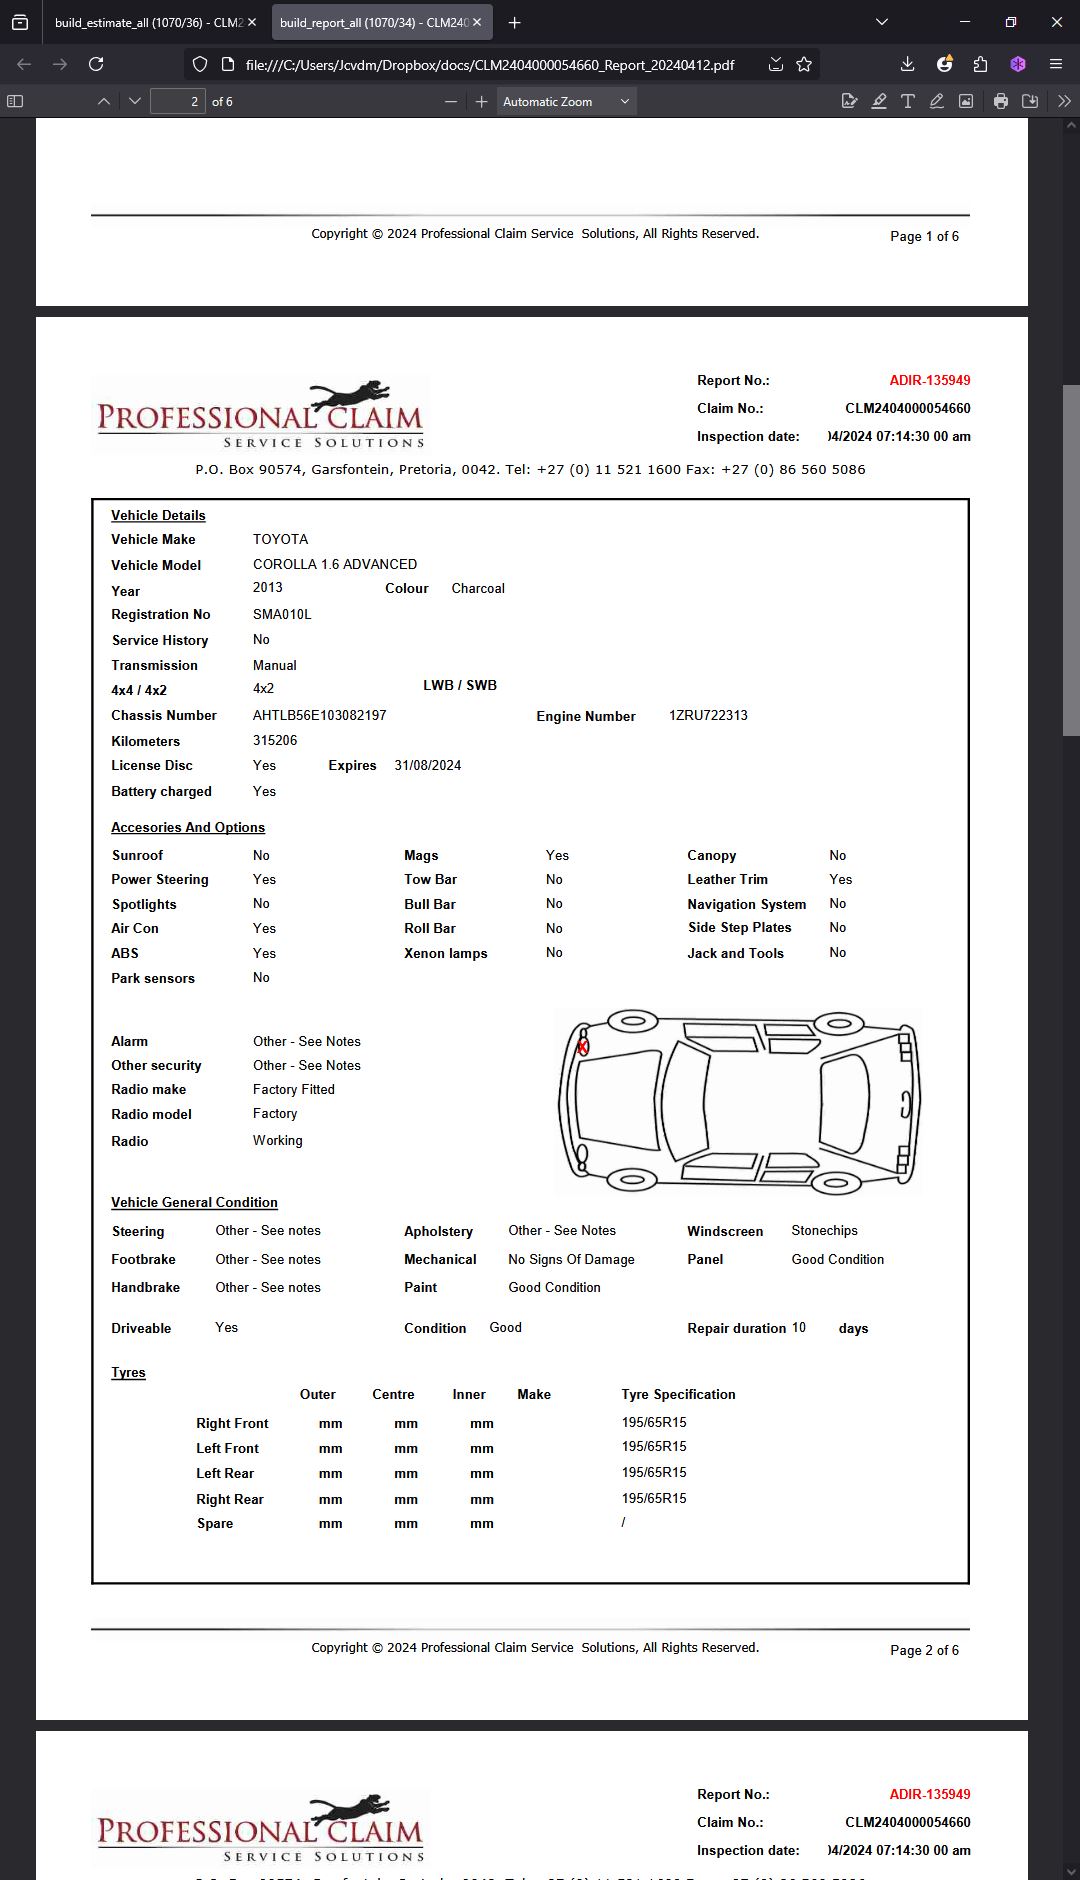 build_estimate_all (1070/36) - CLM2
build_report_all (1070/34) - CLM240
file:///C:/Users/Jcvdm/Dropbox/docs/CLM2404000054660_Report_20240412.pdf
2 of 6 Automatic Zoom
Copyright © 2024 Professional Claim Service Solutions, All Rights Reserved.
Page 1 of 6
PROFESSIONAL CLAIM
SERVICE SOLUTIONS
Report No.: ADIR-135949
Claim No.: CLM2404000054660
Inspection date: 04/2024 07:14:30 00 am
P.O. Box 90574, Garsfontein, Pretoria, 0042. Tel: +27 (0) 11 521 1600 Fax: +27 (0) 86 560 5086
Vehicle Details
Vehicle Make TOYOTA
Vehicle Model COROLLA 1.6 ADVANCED
Year 2013 Colour Charcoal
Registration No SMA010L
Service History No
Transmission Manual
4x4 / 4x2 4x2 LWB / SWB
Chassis Number AHTLB56E103082197 Engine Number 1ZRU722313
Kilometers 315206
License Disc Yes Expires 31/08/2024
Battery charged Yes
Accesories And Options
Sunroof No Mags Yes Canopy No
Power Steering Yes Tow Bar No Leather Trim Yes
Spotlights No Bull Bar No Navigation System No
Air Con Yes Roll Bar No Side Step Plates No
ABS Yes Xenon lamps No Jack and Tools No
Park sensors No
Alarm Other - See Notes
Other security Other - See Notes
Radio make Factory Fitted
Radio model Factory
Radio Working
X
Vehicle General Condition
Steering Other - See notes Apholstery Other - See Notes Windscreen Stonechips
Footbrake Other - See notes Mechanical No Signs Of Damage Panel Good Condition
Handbrake Other - See notes Paint Good Condition
Driveable Yes Condition Good Repair duration 10 days
Tyres
Outer Centre Inner Make Tyre Specification
Right Front mm mm mm 195/65R15
Left Front mm mm mm 195/65R15
Left Rear mm mm mm 195/65R15
Right Rear mm mm mm 195/65R15
Spare mm mm mm /
Copyright © 2024 Professional Claim Service Solutions, All Rights Reserved.
Page 2 of 6
PROFESSIONAL CLAIM
SERVICE SOLUTIONS
Report No.: ADIR-135949
Claim No.: CLM2404000054660
Inspection date: 04/2024 07:14:30 00 am